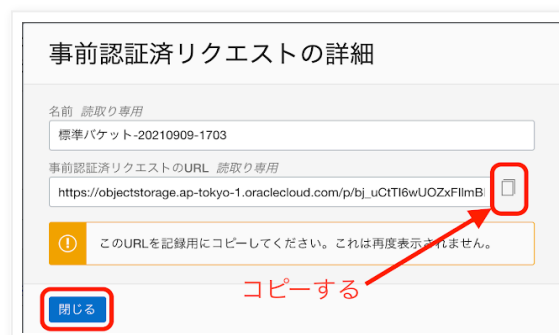 事前認証済リクエストの詳細
名前 読取り専用
標準バケット-20210909-1703
事前認証済リクエストのURL 読取り専用
https://objectstorage.ap-tokyo-1.oraclecloud.com/p/bj_uCtTI6wUOZxFIlmB
このURLを記録用にコピーしてください。これは再度表示されません。
コピーする
閉じる